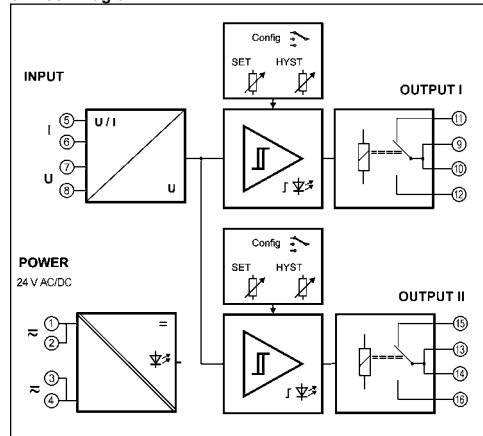 INPUT
I
5
6
U
7
8
U / I
U
Config
SET HYST
OUTPUT I
11
9
10
12
POWER
24 V AC/DC
1
2
3
4
=
Config
SET HYST
OUTPUT II
15
13
14
16